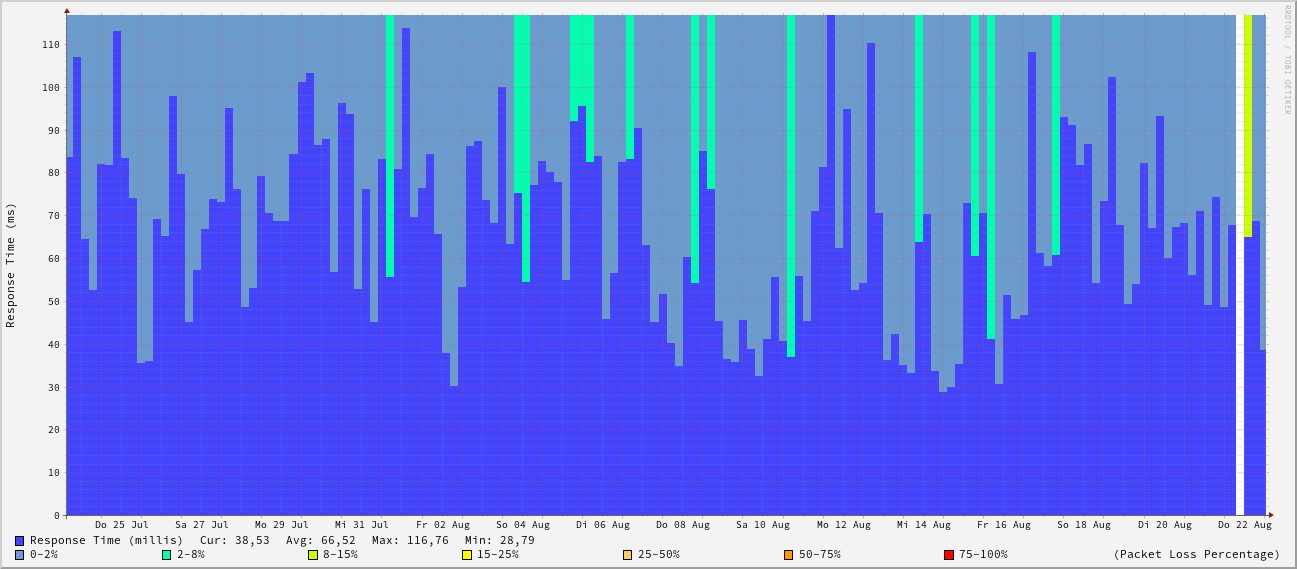 RRDTOOL / TOBI OETIKER
Response Time (ms)
110
100
90
80
70
60
50
40
30
20
10
0
Do 25 Jul Sa 27 Jul Mo 29 Jul Mi 31 Jul Fr 02 Aug So 04 Aug Di 06 Aug Do 08 Aug Sa 10 Aug Mo 12 Aug Mi 14 Aug Fr 16 Aug So 18 Aug Di 20 Aug Do 22 Aug
Response Time (millis) Cur: 38,53 Avg: 66,52 Max: 116,76 Min: 28,79
0-2% 2-8% 8-15% 15-25% 25-50% 50-75% 75-100% (Packet Loss Percentage)